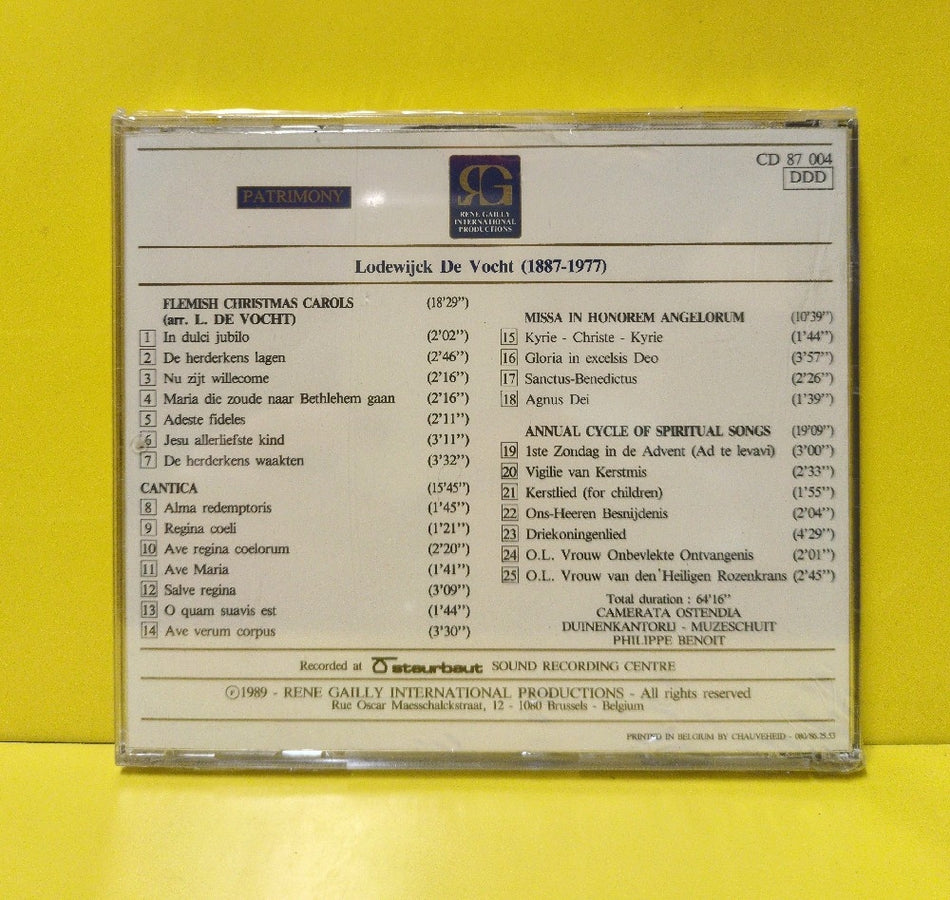 PATRIMONY
RG
RENE GAILLY
INTERNATIONAL
PRODUCTIONS
CD 87 004
DDD
Lodewijck De Vocht (1887-1977)
FLEMISH CHRISTMAS CAROLS (18'29")
(arr. L. DE VOCHT)
1 In dulci jubilo (2'02")
2 De herderkens lagen (2'46")
3 Nu zijt willecome (2'16")
4 Maria die zoude naar Bethlehem gaan (2'16")
5 Adeste fideles (2'11")
6 Jesu allerliefste kind (3'11")
7 De herderkens waakten (3'32")
CANTICA (15'45")
8 Alma redemptoris (1'45")
9 Regina coeli (1'21")
10 Ave regina coelorum (2'20")
11 Ave Maria (1'41")
12 Salve regina (3'09")
13 O quam suavis est (1'44")
14 Ave verum corpus (3'30")
MISSA IN HONOREM ANGELORUM (10'39")
15 Kyrie - Christe - Kyrie (1'44")
16 Gloria in excelsis Deo (3'57")
17 Sanctus-Benedictus (2'26")
18 Agnus Dei (1'39")
ANNUAL CYCLE OF SPIRITUAL SONGS (19'09")
19 1ste Zondag in de Advent (Ad te levavi) (3'00")
20 Vigilie van Kerstmis (2'33")
21 Kerstlied (for children) (1'55")
22 Ons-Heeren Besnijdenis (2'04")
23 Driekoningenlied (4'29")
24 O.L. Vrouw Onbevlekte Ontvangenis (2'01")
25 O.L. Vrouw van den Heiligen Rozenkrans (2'45")
Total duration : 64'16"
CAMERATA OSTENDIA
DUINENKANTORIJ - MUZESCHUIT
PHILIPPE BENOIT
Recorded at steurbaut SOUND RECORDING CENTRE
℗1989 - RENE GAILLY INTERNATIONAL PRODUCTIONS - All rights reserved
Rue Oscar Maesschalckstraat, 12 - 1080 Brussels - Belgium
PRINTED IN BELGIUM BY CHAUVEHEID - 080/86.25.53